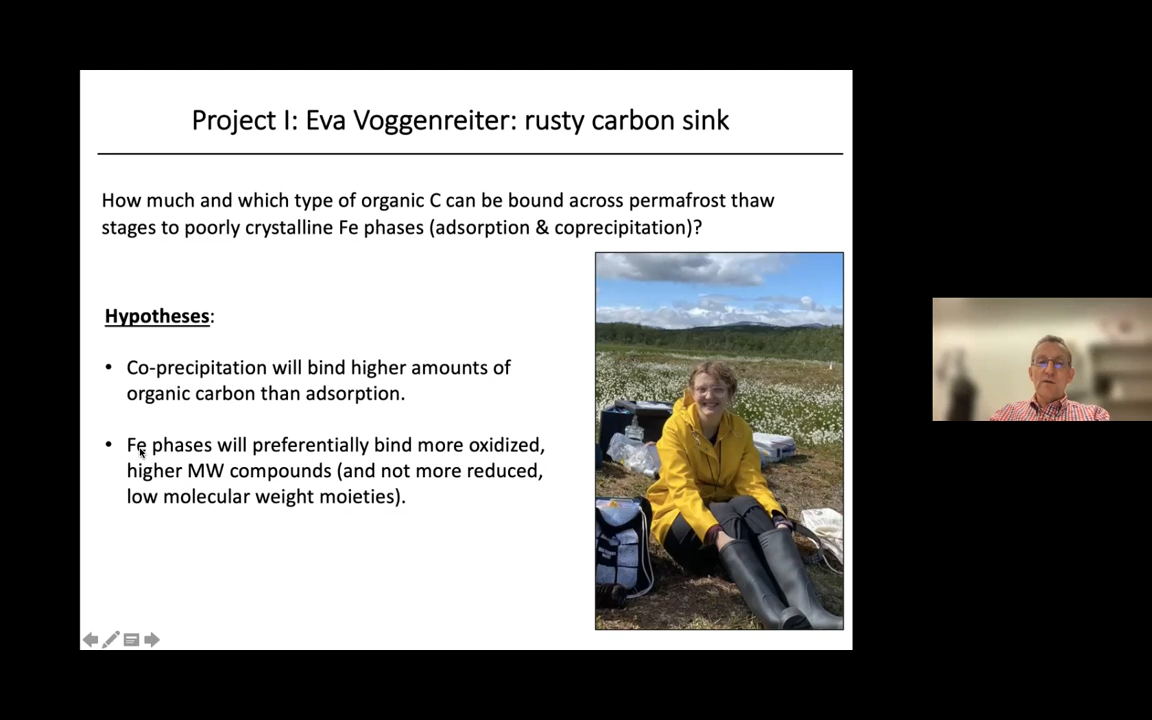 Project I: Eva Voggenreiter: rusty carbon sink
How much and which type of organic C can be bound across permafrost thaw
stages to poorly crystalline Fe phases (adsorption & coprecipitation)?
Hypotheses:
• Co-precipitation will bind higher amounts of
organic carbon than adsorption.
• Fe phases will preferentially bind more oxidized,
higher MW compounds (and not more reduced,
low molecular weight moieties).